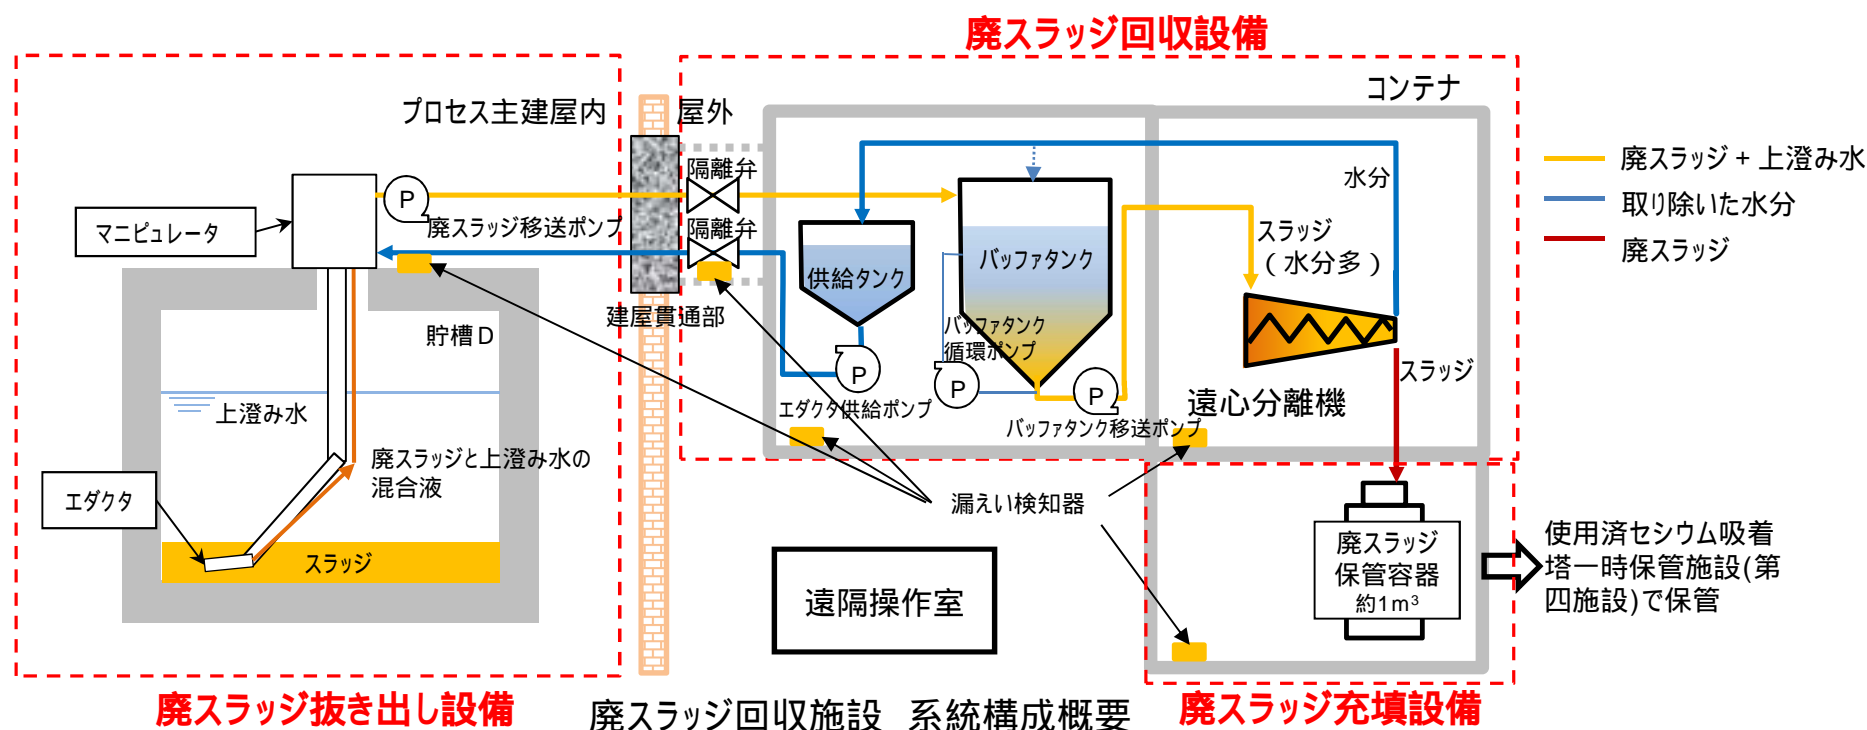 廃スラッジ回収設備
コンテナ
プロセス主建屋内
屋外
隔離弁
P
廃スラッジ移送ポンプ
隔離弁
マニピュレータ
水分
廃スラッジ + 上澄み水
取り除いた水分
廃スラッジ
供給タンク
バッファタンク
スラッジ
(水分多)
建屋貫通部
貯槽D
バッファタンク
循環ポンプ
P
P
P
エダクタ供給ポンプ
バッファタンク移送ポンプ
遠心分離機
スラッジ
上澄み水
廃スラッジと上澄み水の
混合液
エダクタ
スラッジ
漏えい検知器
遠隔操作室
廃スラッジ
保管容器
約1m³
使用済セシウム吸着
塔一時保管施設(第
四施設)で保管
廃スラッジ抜き出し設備
廃スラッジ回収施設 系統構成概要
廃スラッジ充填設備